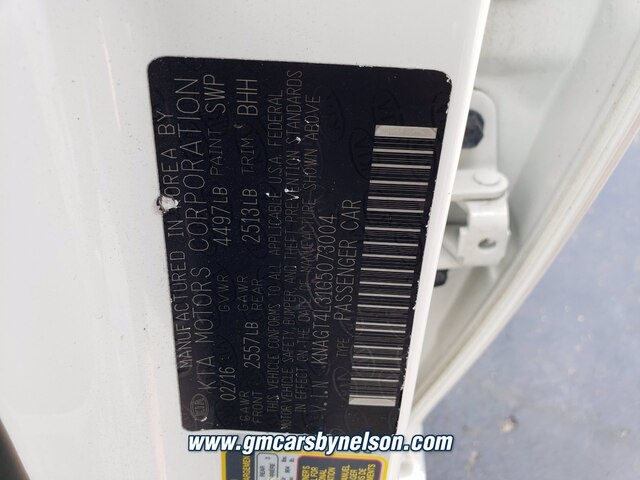 MANUFACTURED IN KOREA BY
KIA MOTORS CORPORATION
02/16 GVWR 4497LB PAINT SWP
GAWR FRONT 2557LB GAWR REAR 2513LB TRIM BHH
THIS VEHICLE CONFORMS TO ALL APPLICABLE U.S.A FEDERAL
MOTOR VEHICLE SAFETY, BUMPER, AND THEFT PREVENTION STANDARDS
IN EFFECT ON THE DATE OF MANUFACTURE SHOWN ABOVE
V.I.N KNAGT4L31G5073004
TYPE PASSENGER CAR
www.gmcarsbynelson.com